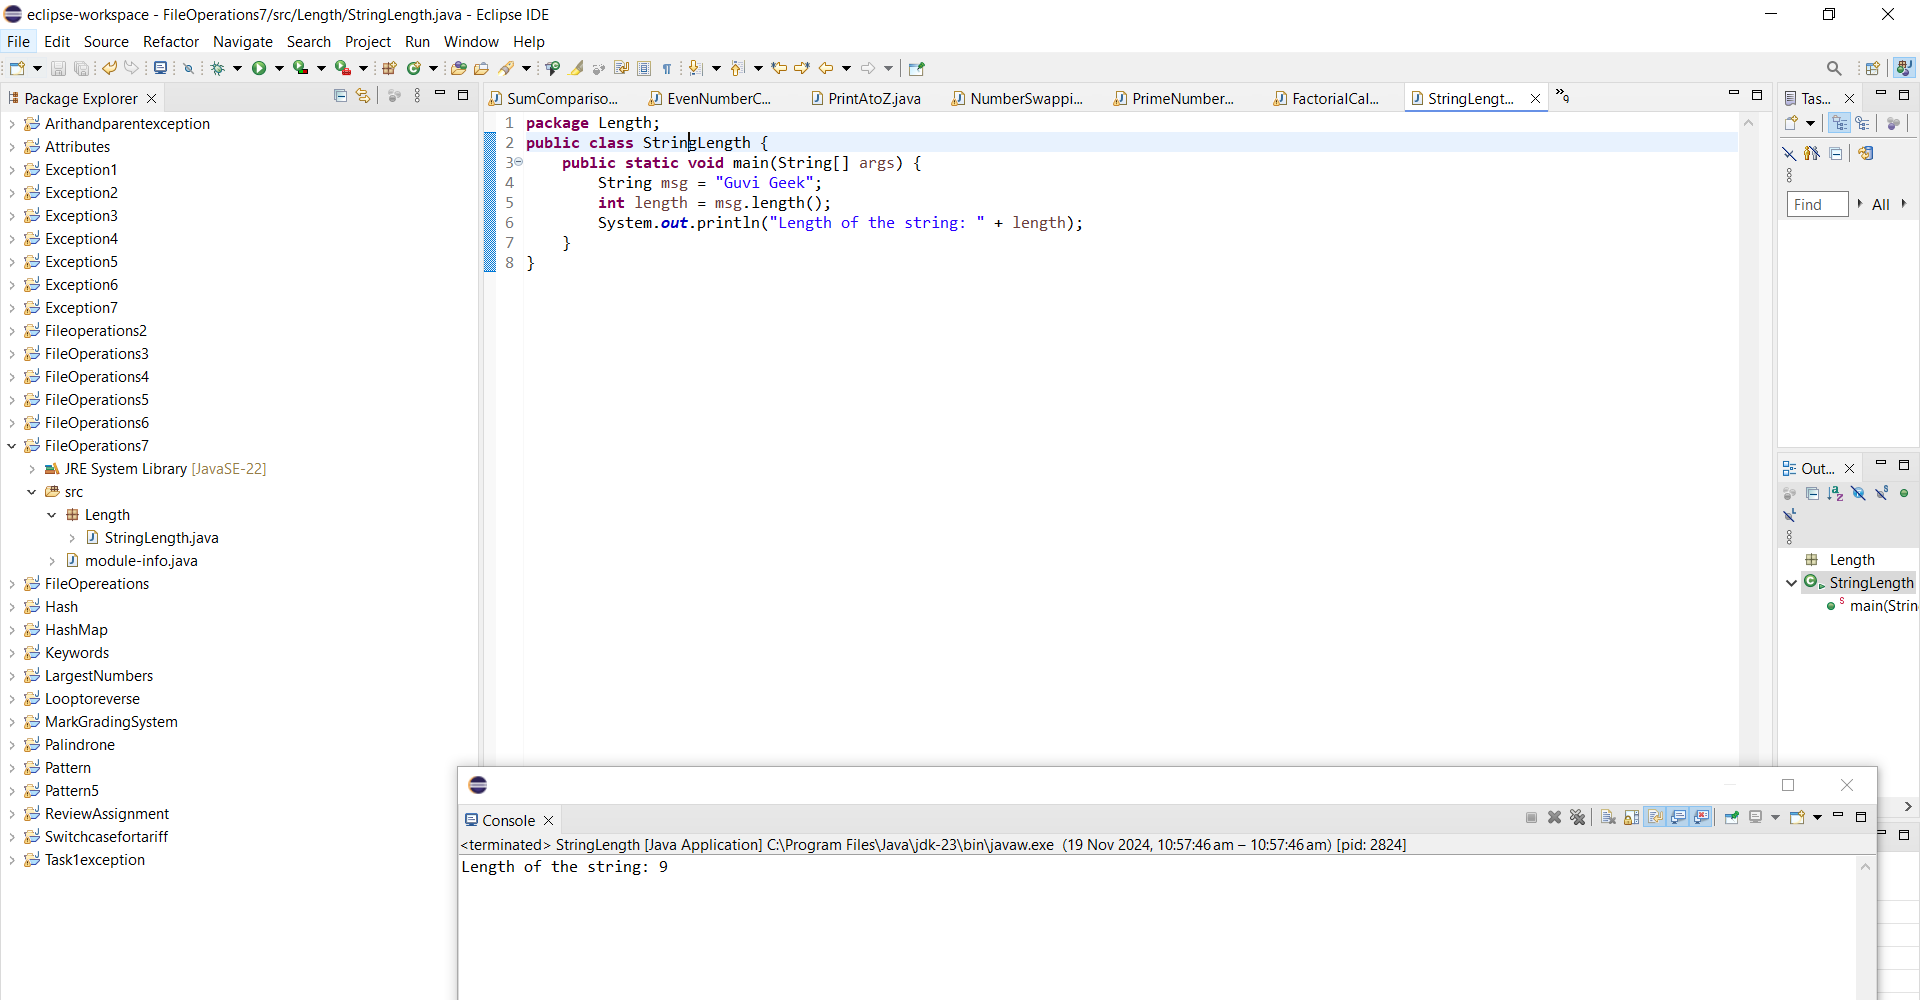 eclipse-workspace - FileOperations7/src/Length/StringLength.java - Eclipse IDE
File Edit Source Refactor Navigate Search Project Run Window Help
Package Explorer
Arithandparentexception
Attributes
Exception1
Exception2
Exception3
Exception4
Exception5
Exception6
Exception7
Fileoperations2
FileOperations3
FileOperations4
FileOperations5
FileOperations6
FileOperations7
JRE System Library [JavaSE-22]
src
Length
StringLength.java
module-info.java
FileOpereations
Hash
HashMap
Keywords
LargestNumbers
Looptoreverse
MarkGradingSystem
Palindrone
Pattern
Pattern5
ReviewAssignment
Switchcasefortariff
Task1exception
SumCompariso... EvenNumberC... PrintAtoZ.java NumberSwappi... PrimeNumber... FactorialCal... StringLengt... »9
1 package Length;
2 public class StringLength {
3 public static void main(String[] args) {
4 String msg = "Guvi Geek";
5 int length = msg.length();
6 System.out.println("Length of the string: " + length);
7 }
8 }
Tas...
Find All
Out...
Length
StringLength
main(Strin
Console
<terminated> StringLength [Java Application] C:\Program Files\Java\jdk-23\bin\javaw.exe (19 Nov 2024, 10:57:46 am – 10:57:46 am) [pid: 2824]
Length of the string: 9